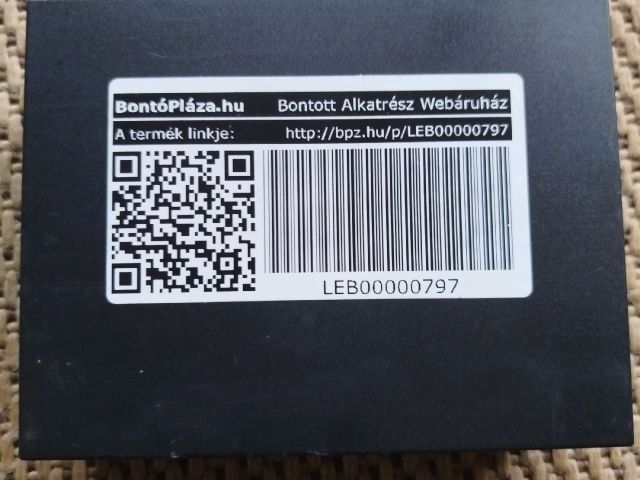 BontóPláza.hu Bontott Alkatrész Webáruház
A termék linkje: http://bpz.hu/p/LEB00000797
LEB00000797